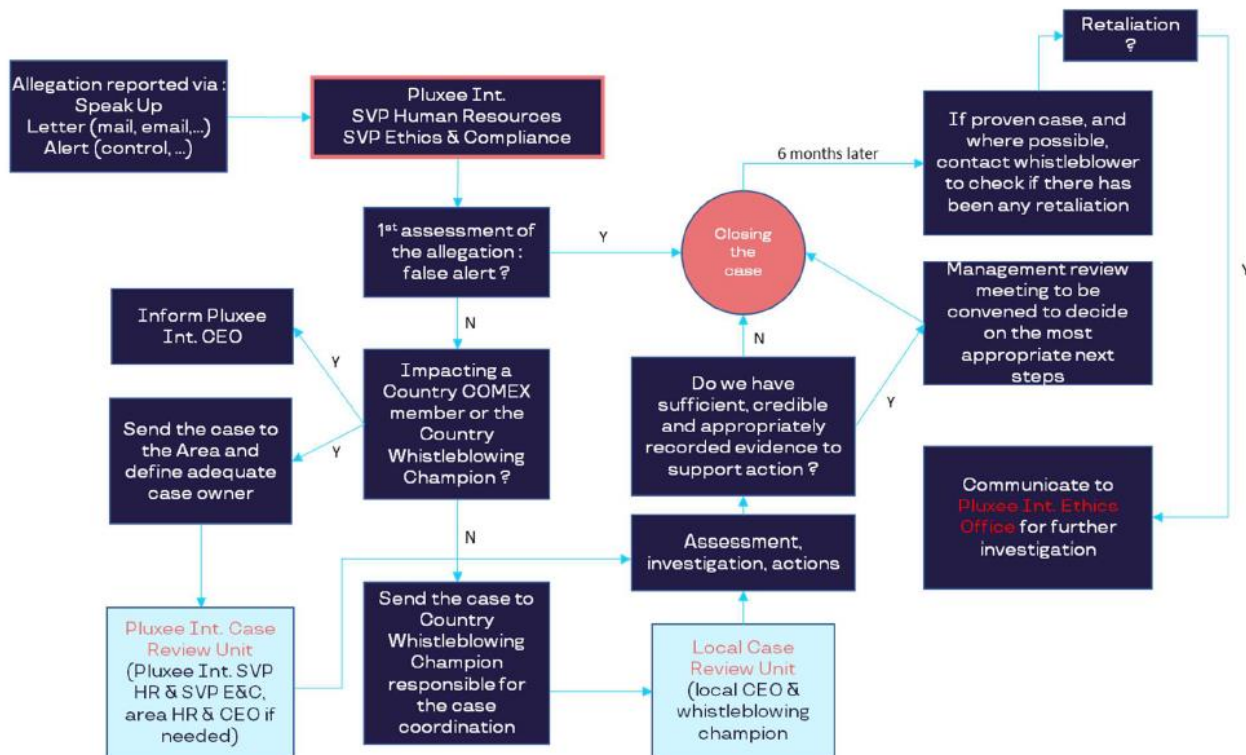 Allegation reported via :
Speak Up
Letter (mail, email,...)
Alert (control, ...)
Pluxee Int.
SVP Human Resources
SVP Ethics & Compliance
Retaliation
?
If proven case, and
where possible,
contact whistleblower
to check if there has
been any retaliation
6 months later
1st assessment of
the allegation :
false alert ?
Y
Closing
the
case
Y
Management review
meeting to be
convened to decide
on the most
appropriate next
steps
Inform Pluxee
Int. CEO
Y
N
Impacting a
Country COMEX
member or the
Country
Whistleblowing
Champion ?
N
Do we have
sufficient, credible
and appropriately
recorded evidence to
support action ?
Y
Send the case to
the Area and
define adequate
case owner
Y
Communicate to
Pluxee Int. Ethics
Office for further
investigation
N
Assessment,
investigation, actions
Pluxee Int. Case
Review Unit
(Pluxee Int. SVP
HR & SVP E&C,
area HR & CEO if
needed)
Send the case to
Country
Whistleblowing
Champion
responsible for
the case
coordination
Local Case
Review Unit
(local CEO &
whistleblowing
champion